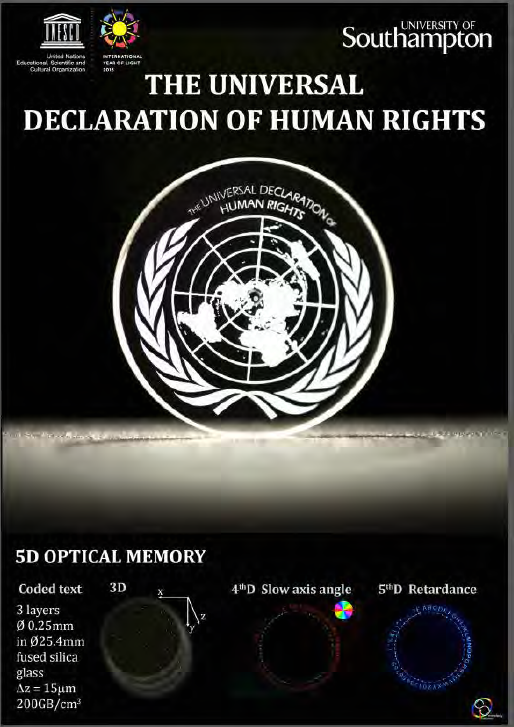 UNESCO
United Nations
Educational, Scientific and
Cultural Organization
INTERNATIONAL
YEAR OF LIGHT
2015
UNIVERSITY OF
Southampton
THE UNIVERSAL
DECLARATION OF HUMAN RIGHTS
THE UNIVERSAL DECLARATION OF
HUMAN RIGHTS
5D OPTICAL MEMORY
Coded text
3 layers
Ø 0.25mm
in Ø25.4mm
fused silica
glass
Δz = 15µm
200GB/cm³
3D
x
z
y
4thD Slow axis angle
5thD Retardance